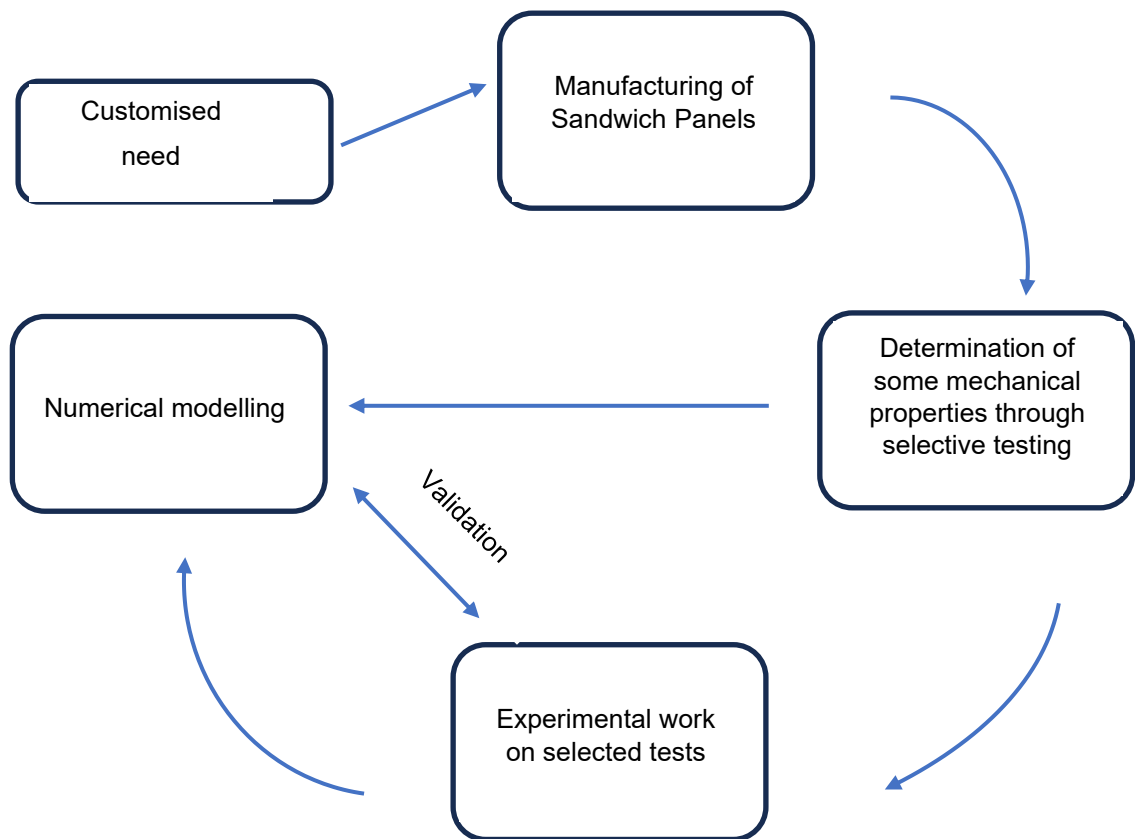 Customised
need
Manufacturing of
Sandwich Panels
Determination of
some mechanical
properties through
selective testing
Numerical modelling
Validation
Experimental work
on selected tests